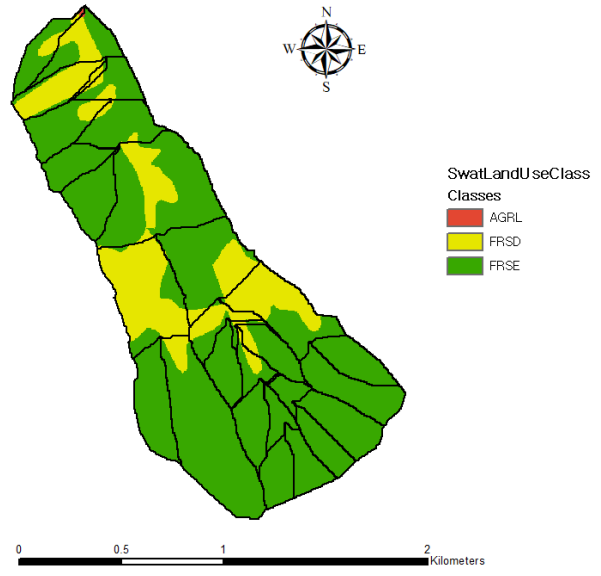 N
W E
S
SwatLandUseClass
Classes
AGRL
FRSD
FRSE
0 0.5 1 2
Kilometers